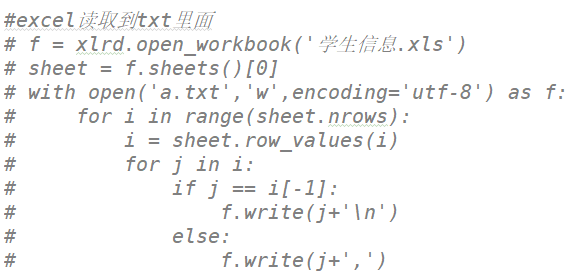 #excel读取到txt里面
# f = xlrd.open_workbook('学生信息.xls')
# sheet = f.sheets()[0]
# with open('a.txt','w',encoding='utf-8') as f:
#     for i in range(sheet.nrows):
#         i = sheet.row_values(i)
#         for j in i:
#             if j == i[-1]:
#                 f.write(j+'\n')
#             else:
#                 f.write(j+',')